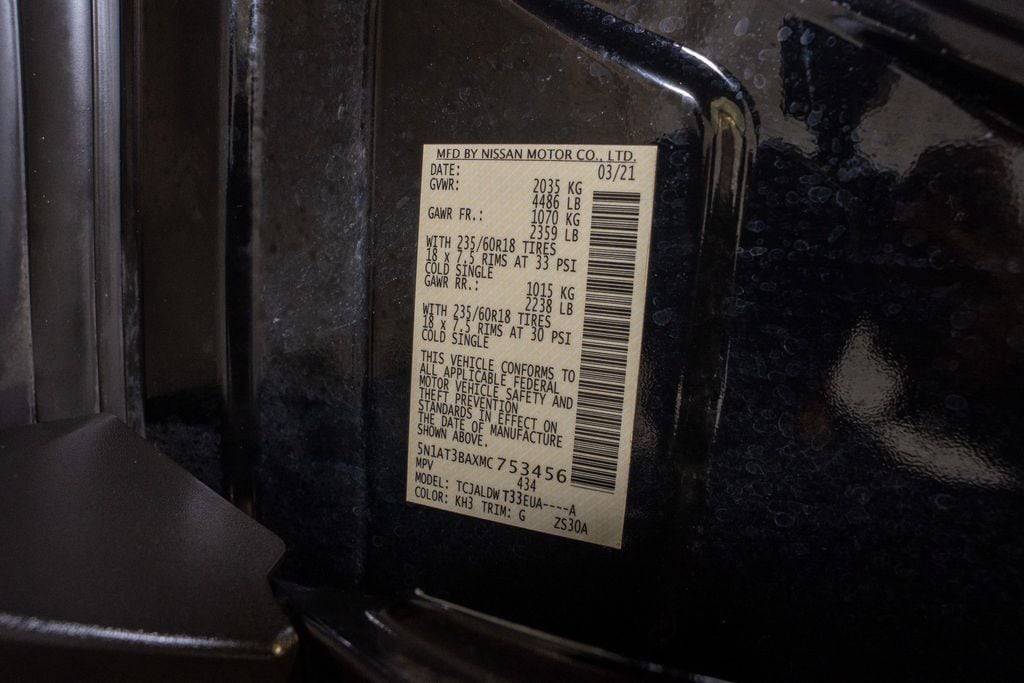 MFD BY NISSAN MOTOR CO., LTD.
DATE: 03/21
GVWR: 2035 KG
4486 LB
GAWR FR.: 1070 KG
2359 LB
WITH 235/60R18 TIRES
18 x 7.5 RIMS AT 33 PSI
COLD SINGLE
GAWR RR.: 1015 KG
2238 LB
WITH 235/60R18 TIRES
18 x 7.5 RIMS AT 30 PSI
COLD SINGLE
THIS VEHICLE CONFORMS TO
ALL APPLICABLE FEDERAL
MOTOR VEHICLE SAFETY AND
THEFT PREVENTION
STANDARDS IN EFFECT ON
THE DATE OF MANUFACTURE
SHOWN ABOVE.
5N1AT3BAXMC 753456
MPV 434
MODEL: TCJALDW T33EUA----A
COLOR: KH3 TRIM: G ZS30A